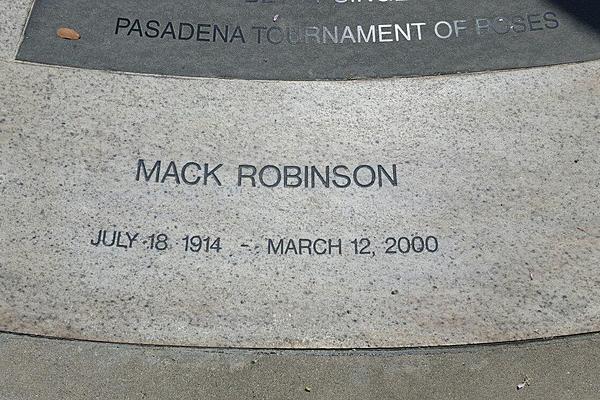 PASADENA TOURNAMENT OF ROSES
MACK ROBINSON
JULY 18 1914 - MARCH 12, 2000